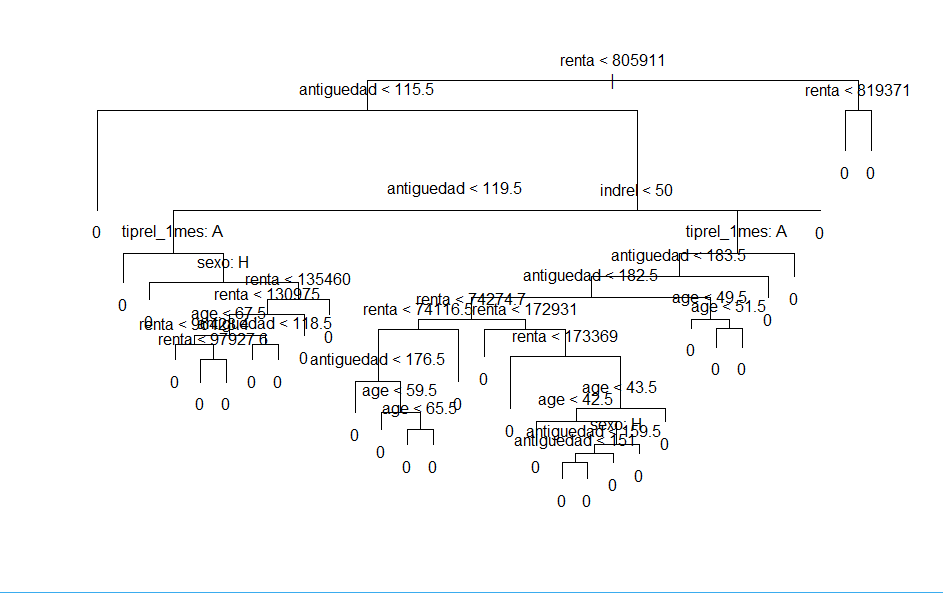 renta < 805911
antiguedad < 115.5
renta < 819371
0 0
antiguedad < 119.5
indrel < 50
0
tiprel_1mes: A
tiprel_1mes: A
0
antiguedad < 183.5
sexo: H
antiguedad < 182.5
renta < 135460
renta < 130975
renta < 74274.7
age < 49.5
0
0
renta < 74116.5
renta < 172931
age < 51.5
age < 67.5
0
0
antiguedad < 118.5
renta < 97927.6
0
renta < 173369
0
0
antiguedad < 176.5
0 0
0
0 0
0
age < 59.5
age < 43.5
0 0
age < 42.5
0
age < 65.5
0
0
sexo: H
antiguedad < 159.5
antiguedad < 151
0
0
0 0
0
0
0
0 0